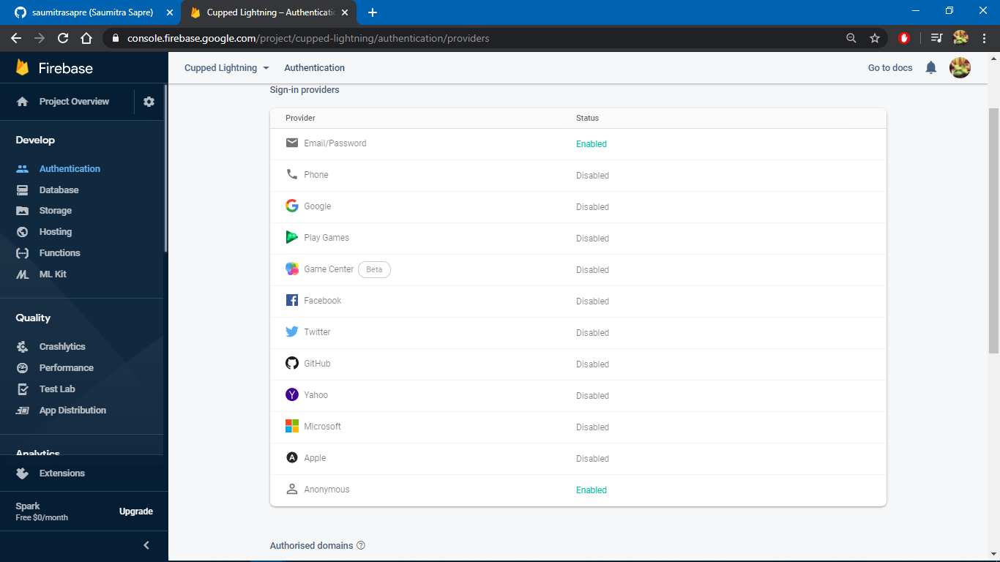 saumitrasapre (Saumitra Sapre)
Cupped Lightning – Authenticati
console.firebase.google.com/project/cupped-lightning/authentication/providers
Firebase
Cupped Lightning
Authentication
Go to docs
Project Overview
Develop
Authentication
Database
Storage
Hosting
Functions
ML Kit
Quality
Crashlytics
Performance
Test Lab
App Distribution
Analytics
Extensions
Spark
Free $0/month
Upgrade
Sign-in providers
Provider Status
Email/Password Enabled
Phone Disabled
Google Disabled
Play Games Disabled
Game Center Beta Disabled
Facebook Disabled
Twitter Disabled
GitHub Disabled
Yahoo Disabled
Microsoft Disabled
Apple Disabled
Anonymous Enabled
Authorised domains